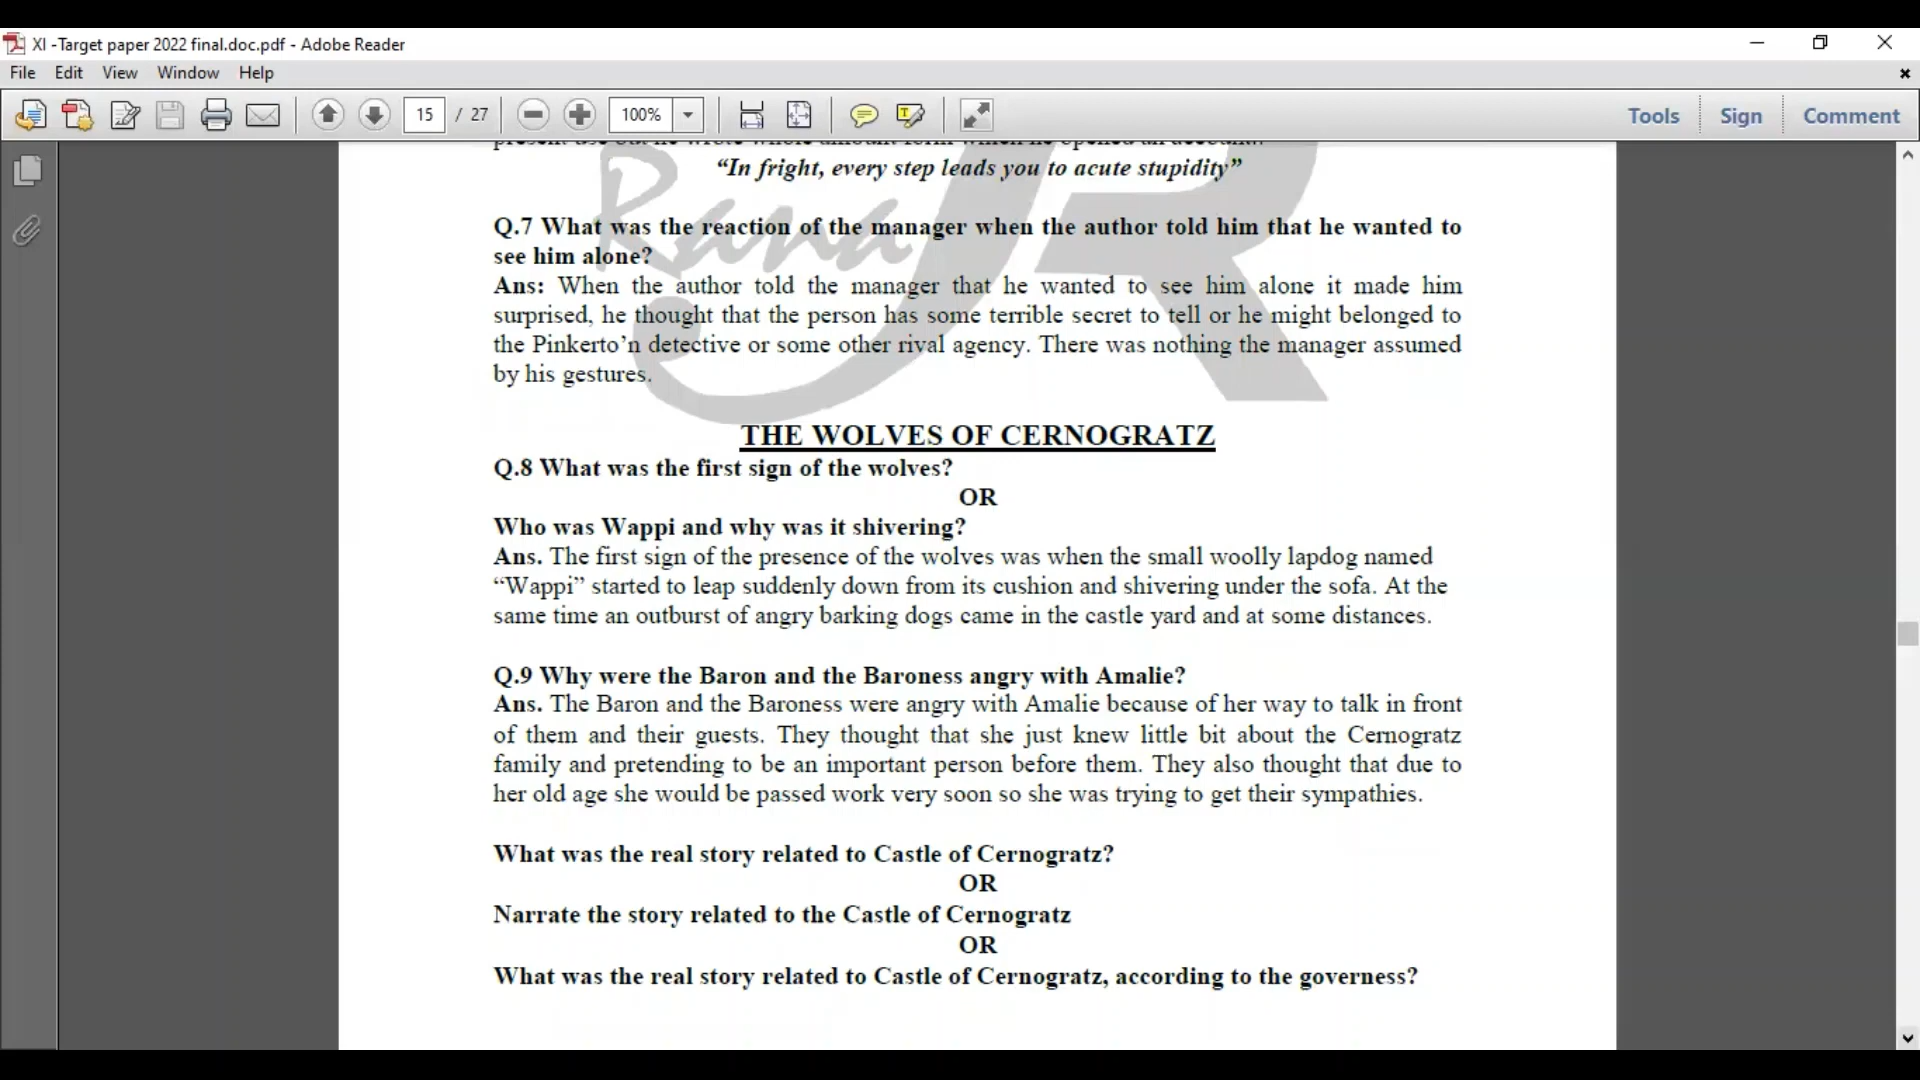 XI -Target paper 2022 final.doc.pdf - Adobe Reader
File Edit View Window Help
15 / 27 100% Tools Sign Comment
“In fright, every step leads you to acute stupidity”
Rana JR
Q.7 What was the reaction of the manager when the author told him that he wanted to
see him alone?
Ans: When the author told the manager that he wanted to see him alone it made him
surprised, he thought that the person has some terrible secret to tell or he might belonged to
the Pinkerto’n detective or some other rival agency. There was nothing the manager assumed
by his gestures.
THE WOLVES OF CERNOGRATZ
Q.8 What was the first sign of the wolves?
OR
Who was Wappi and why was it shivering?
Ans. The first sign of the presence of the wolves was when the small woolly lapdog named
“Wappi” started to leap suddenly down from its cushion and shivering under the sofa. At the
same time an outburst of angry barking dogs came in the castle yard and at some distances.
Q.9 Why were the Baron and the Baroness angry with Amalie?
Ans. The Baron and the Baroness were angry with Amalie because of her way to talk in front
of them and their guests. They thought that she just knew little bit about the Cernogratz
family and pretending to be an important person before them. They also thought that due to
her old age she would be passed work very soon so she was trying to get their sympathies.
What was the real story related to Castle of Cernogratz?
OR
Narrate the story related to the Castle of Cernogratz
OR
What was the real story related to Castle of Cernogratz, according to the governess?